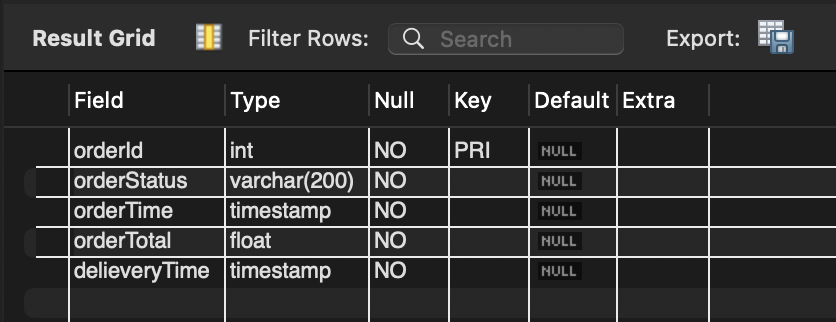 Result Grid Filter Rows: Search Export:
Field Type Null Key Default Extra
orderId int NO PRI NULL
orderStatus varchar(200) NO NULL
orderTime timestamp NO NULL
orderTotal float NO NULL
delieveryTime timestamp NO NULL